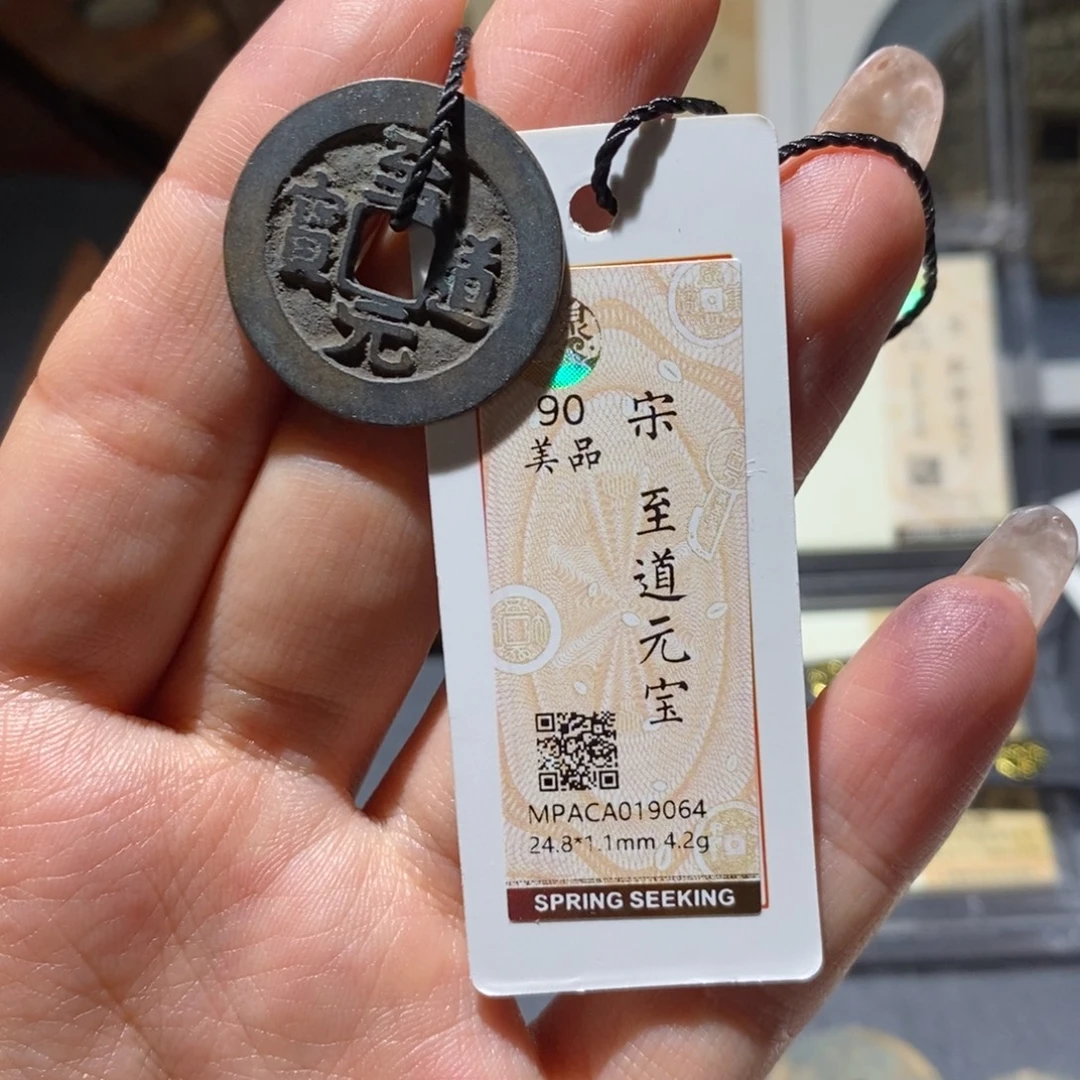 至道元寳
90
美品
宋 至道元宝
MPACA019064
24.8*1.1mm 4.2g
SPRING SEEKING